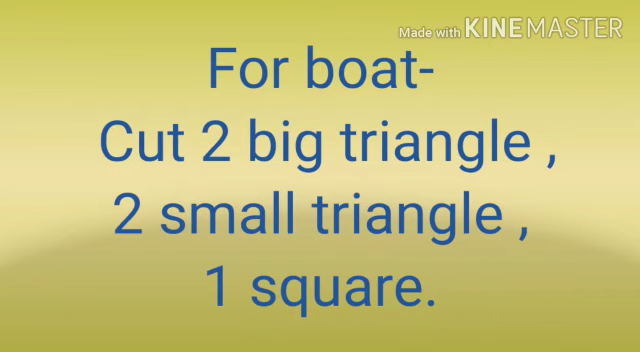 Made with KINEMASTER
For boat-
Cut 2 big triangle ,
2 small triangle ,
1 square.